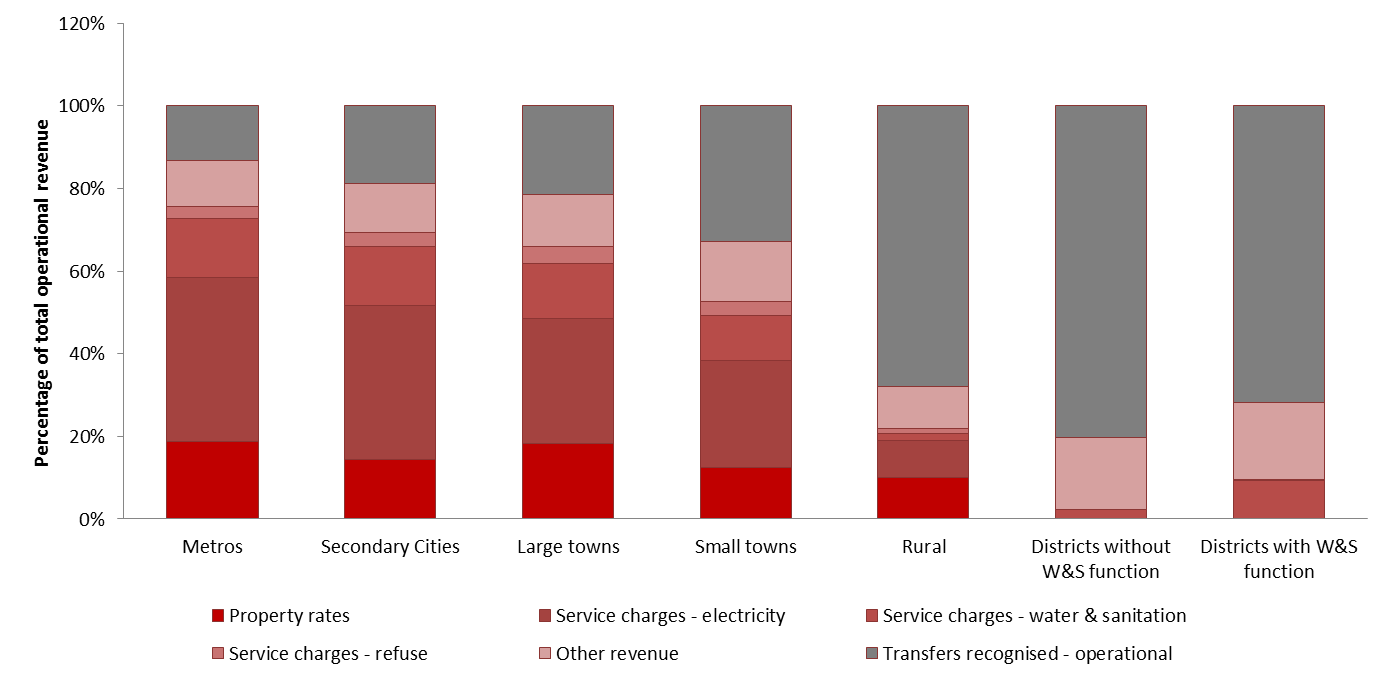 Percentage of total operational revenue
120%
100%
80%
60%
40%
20%
0%
Metros
Secondary Cities
Large towns
Small towns
Rural
Districts without
W&S function
Districts with W&S
function
Property rates
Service charges - electricity
Service charges - water & sanitation
Service charges - refuse
Other revenue
Transfers recognised - operational